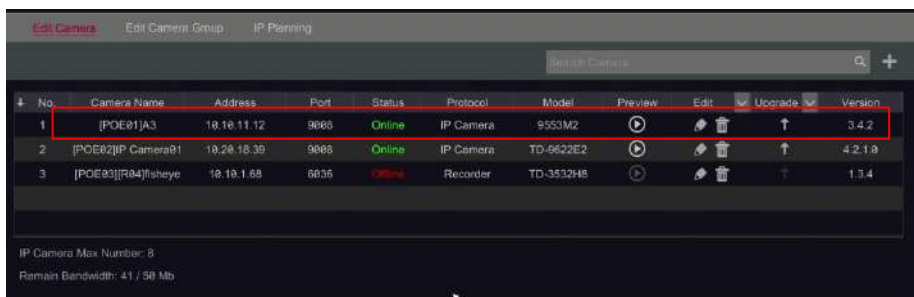 Edit Camera Edit Camera Group IP Planning
Search Camera
No. Camera Name Address Port Status Protocol Model Preview Edit Upgrade Version
1 [POE01]A3 10.10.11.12 9008 Online IP Camera 9553M2 3.4.2
2 [POE02]IP Camera01 10.20.18.39 9008 Online IP Camera TD-9622E2 4.2.1.0
3 [POE03][R04]fisheye 10.10.1.68 6036 Offline Recorder TD-3532H8 1.3.4
IP Camera Max Number: 8
Remain Bandwidth: 41 / 50 Mb